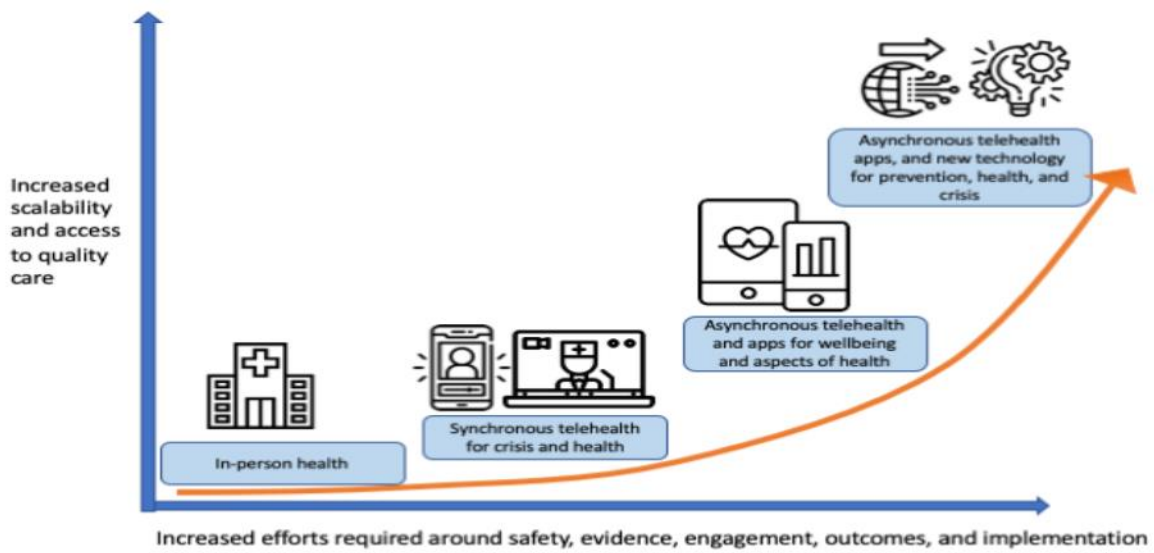 Asynchronous telehealth
apps, and new technology
for prevention, health, and
crisis
Increased
scalability
and access
to quality
care
Asynchronous telehealth
and apps for wellbeing
and aspects of health
Synchronous telehealth
for crisis and health
In-person health
Increased efforts required around safety, evidence, engagement, outcomes, and implementation